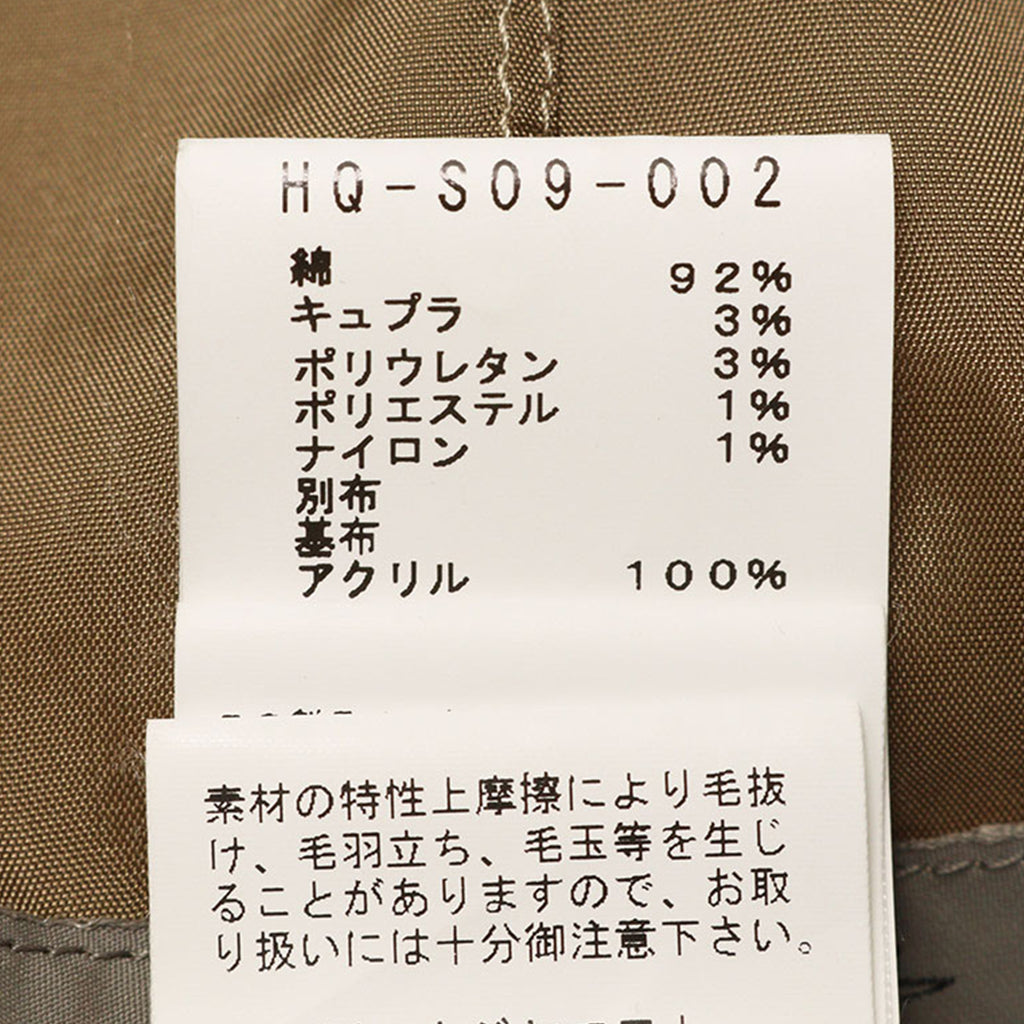 HQ-S09-002
綿 92%
キュプラ 3%
ポリウレタン 3%
ポリエステル 1%
ナイロン 1%
別布
基布
アクリル 100%
素材の特性上摩擦により毛抜
け、毛羽立ち、毛玉等を生じ
ることがありますので、お取
り扱いには十分御注意下さい。